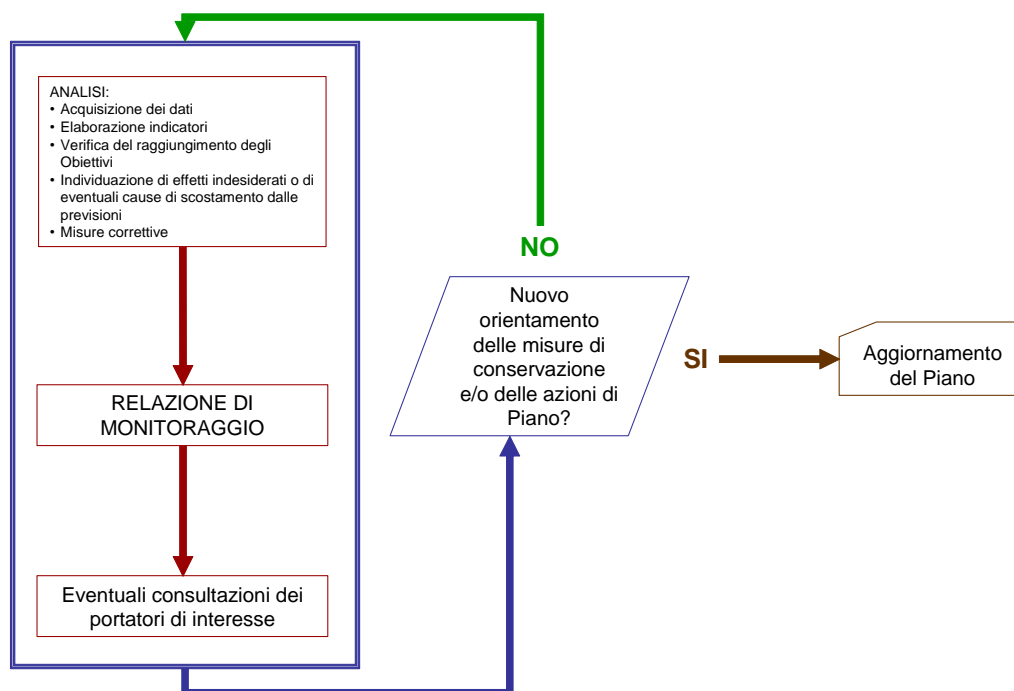 ANALISI:
• Acquisizione dei dati
• Elaborazione indicatori
• Verifica del raggiungimento degli
Obiettivi
• Individuazione di effetti indesiderati o di
eventuali cause di scostamento dalle
previsioni
• Misure correttive
RELAZIONE DI
MONITORAGGIO
Eventuali consultazioni dei
portatori di interesse
NO
Nuovo
orientamento
delle misure di
conservazione
e/o delle azioni di
Piano?
SI
Aggiornamento
del Piano